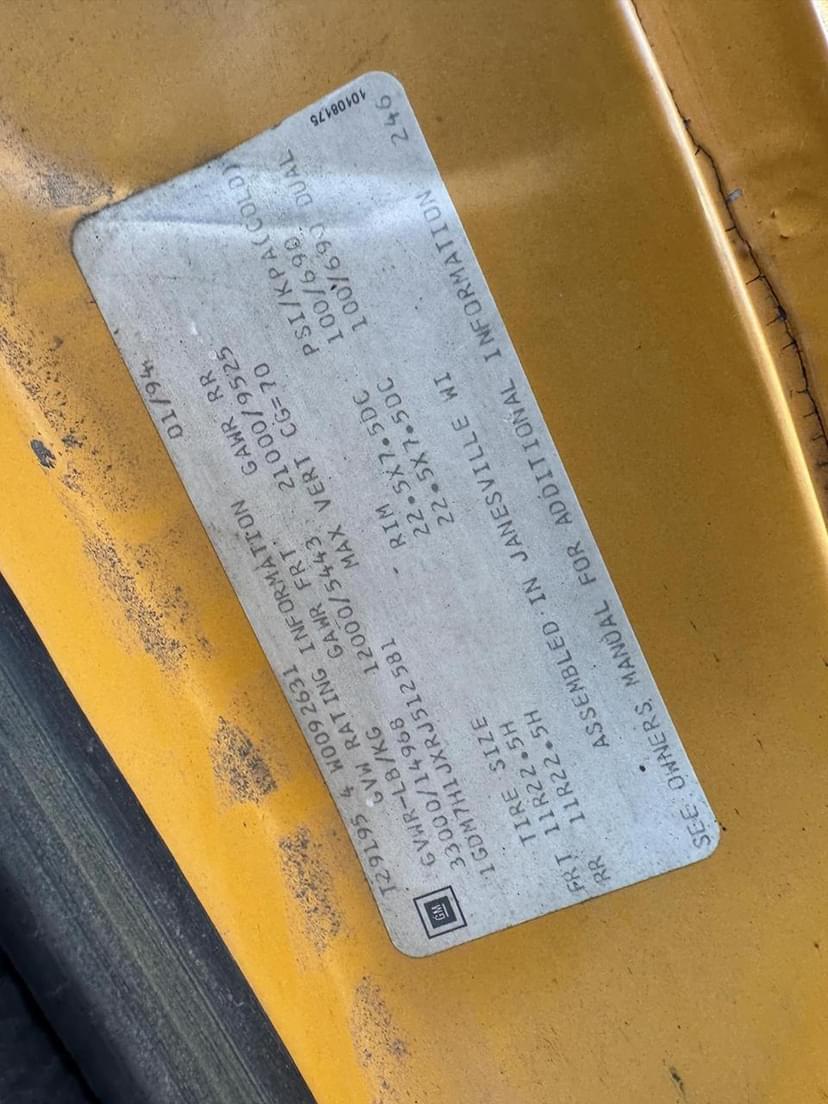 10108175
T29195 4 W0092631 01/94
GVW RATING INFORMATION
GVWR-LB/KG GAWR FRT GAWR RR
33000/14968 12000/5443 21000/9525
1GDM7H1JXRJ512581 MAX VERT CG=70
TIRE SIZE RIM PSI/KPA(COLD)
FRT 11R22.5H 22.5X7.5DC 100/690
RR 11R22.5H 22.5X7.5DC 100/690 DUAL
ASSEMBLED IN JANESVILLE WI
SEE OWNERS MANUAL FOR ADDITIONAL INFORMATION 246
GM